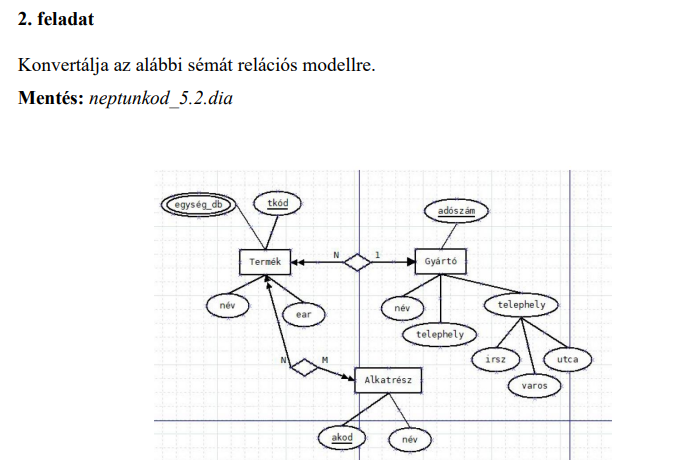 2. feladat
Konvertálja az alábbi sémát relációs modellre.
Mentés: neptunkod_5.2.dia
egység_db
tkód
adószám
N
1
Termék
Gyártó
név
ear
név
telephely
telephely
irsz
utca
varos
N
M
Alkatrész
akod
név